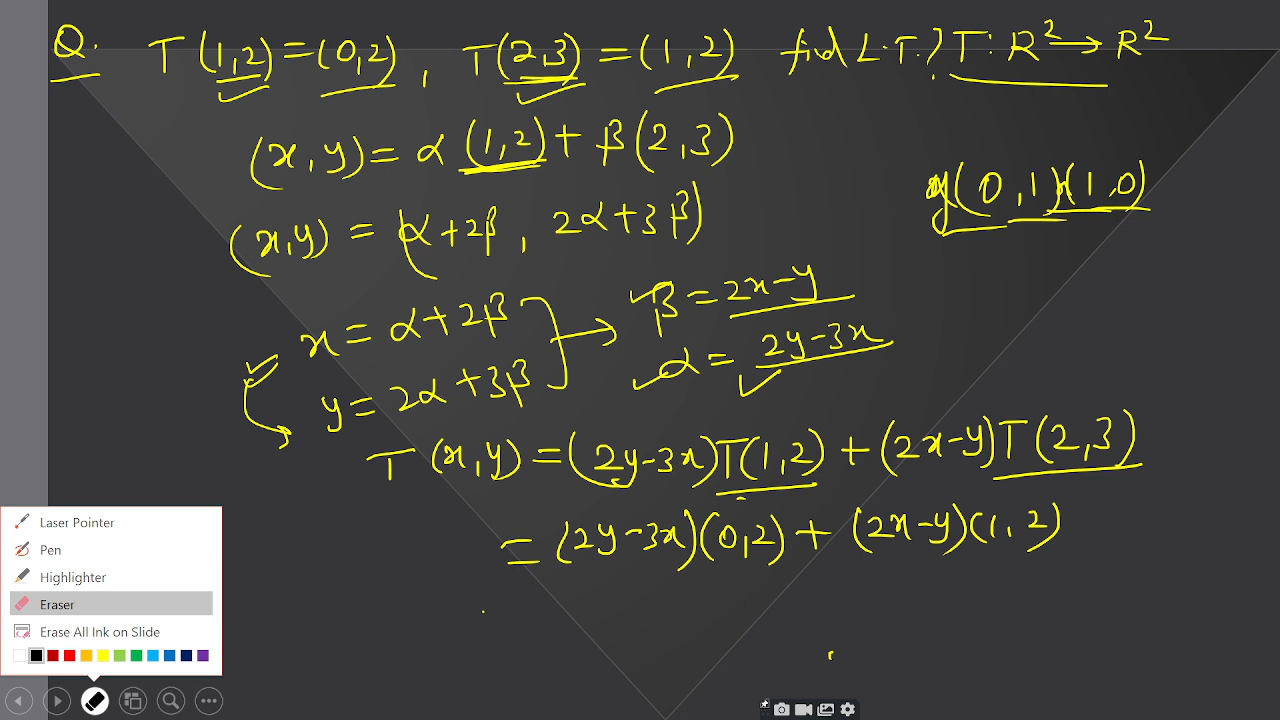 Q. T(1,2)=(0,2), T(2,3)=(1,2) find L.T.? T: R²→R²
(x,y)= α (1,2)+ β(2,3)
(0,1)(1,0)
(x,y) = (α+2β, 2α+3β)
x = α+2β
β = 2x-y
α = 2y-3x
y = 2α+3β
T(x,y) = (2y-3x)T(1,2) + (2x-y)T(2,3)
= (2y-3x)(0,2) + (2x-y)(1,2)
Laser Pointer
Pen
Highlighter
Eraser
Erase All Ink on Slide